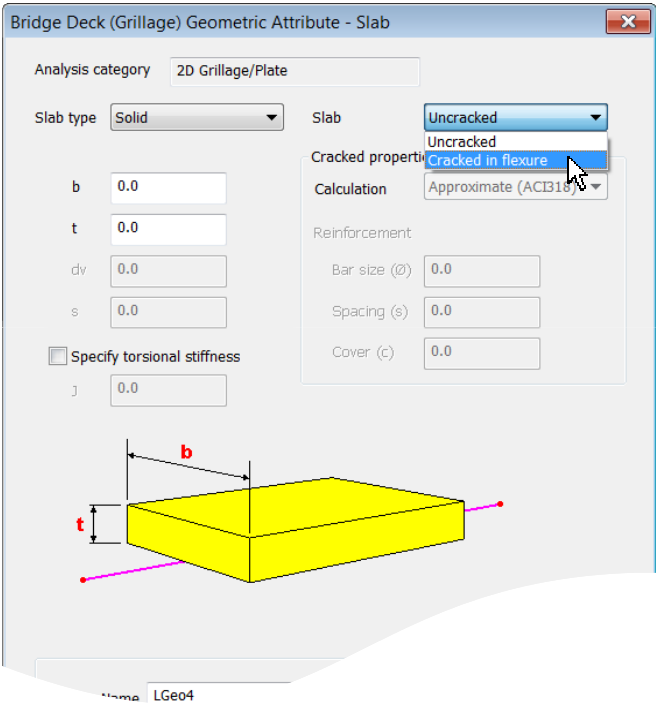 Bridge Deck (Grillage) Geometric Attribute - Slab
Analysis category 2D Grillage/Plate
Slab type Solid Slab Uncracked
Uncracked
Cracked in flexure
Cracked
b 0.0 Calculation Approximate (ACI318)
t 0.0 Reinforcement
dv 0.0 Bar size (Ø) 0.0
s 0.0 Spacing (s) 0.0
Specify torsional stiffness Cover (c) 0.0
J 0.0
b
t
Name LGeo4